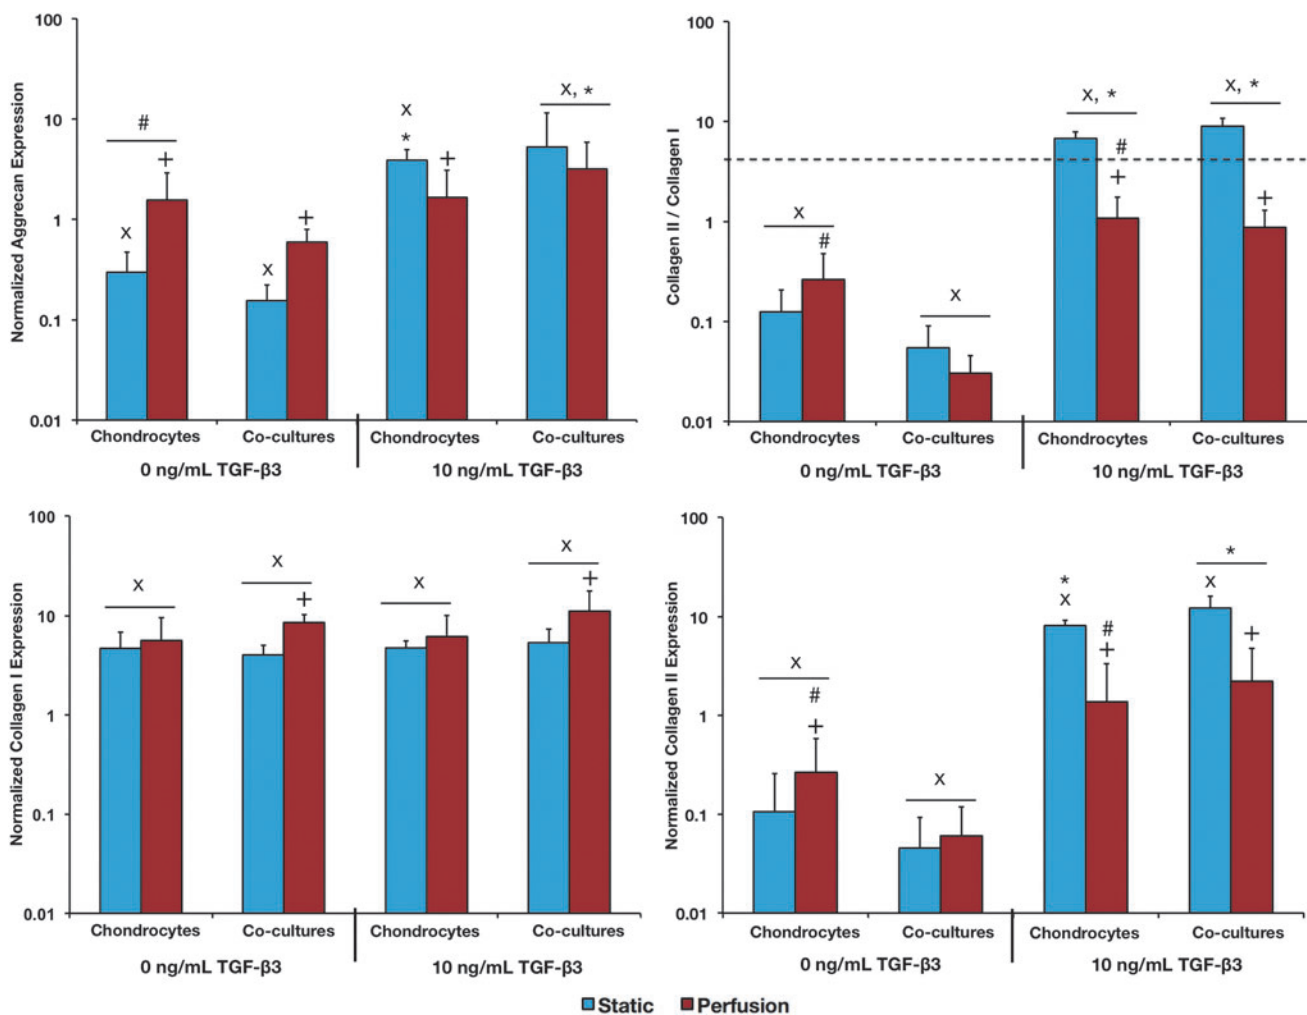 Normalized Aggrecan Expression
100
10
1
0.1
0.01
#
+
x
+
x
x
*
+
x, *
Chondrocytes Co-cultures Chondrocytes Co-cultures
0 ng/mL TGF-β3 10 ng/mL TGF-β3
Collagen II / Collagen I
100
10
1
0.1
0.01
x
#
x
x, *
#
+
x, *
+
Chondrocytes Co-cultures Chondrocytes Co-cultures
0 ng/mL TGF-β3 10 ng/mL TGF-β3
Normalized Collagen I Expression
100
10
1
0.1
0.01
x
x
+
x
x
+
Chondrocytes Co-cultures Chondrocytes Co-cultures
0 ng/mL TGF-β3 10 ng/mL TGF-β3
Normalized Collagen II Expression
100
10
1
0.1
0.01
x
#
+
x
*
x
#
+
*
x
+
Chondrocytes Co-cultures Chondrocytes Co-cultures
0 ng/mL TGF-β3 10 ng/mL TGF-β3
Static Perfusion